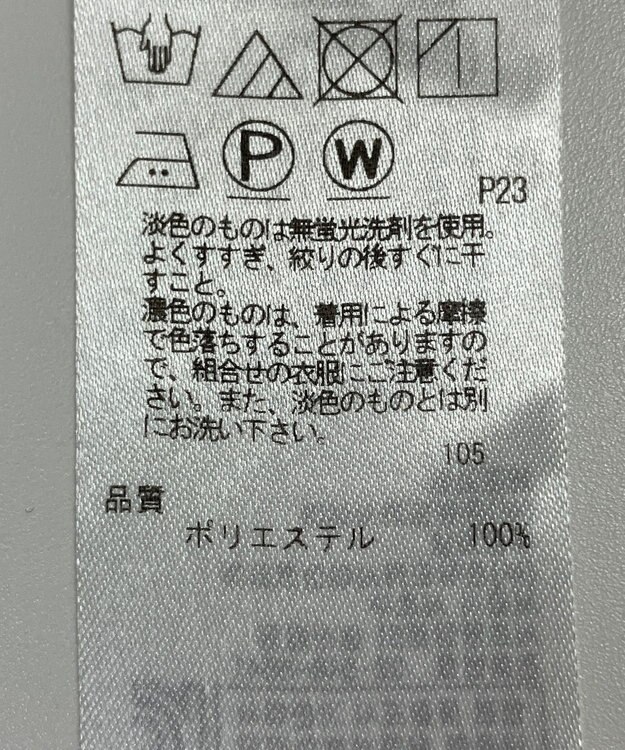 P W
P23
淡色のものは無蛍光洗剤を使用。
よくすすぎ、絞りの後すぐに干
すこと。
濃色のものは、着用による摩擦
で色落ちすることがありますの
で、組合せの衣服にご注意くだ
さい。また、淡色のものとは別
にお洗い下さい。
105
品質
ポリエステル 100%